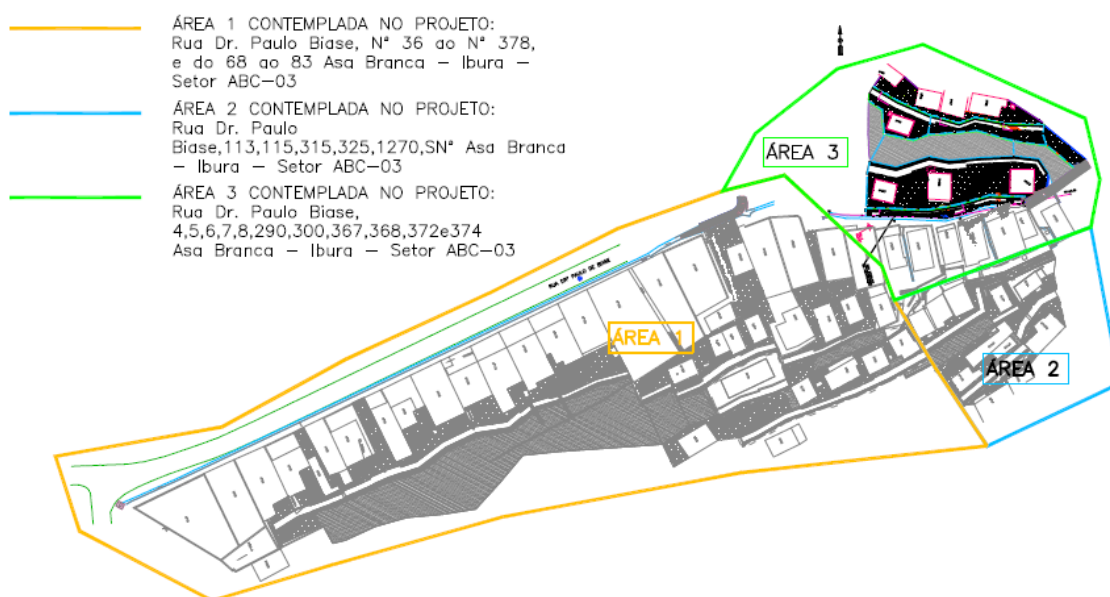 ÁREA 1 CONTEMPLADA NO PROJETO:
Rua Dr. Paulo Biase, Nª 36 ao Nª 378,
e do 68 ao 83 Asa Branca – Ibura –
Setor ABC–03
ÁREA 2 CONTEMPLADA NO PROJETO:
Rua Dr. Paulo
Biase,113,115,315,325,1270,SNª Asa Branca
– Ibura – Setor ABC–03
ÁREA 3 CONTEMPLADA NO PROJETO:
Rua Dr. Paulo Biase,
4,5,6,7,8,290,300,367,368,372e374
Asa Branca – Ibura – Setor ABC–03
ÁREA 3
ÁREA 1
ÁREA 2